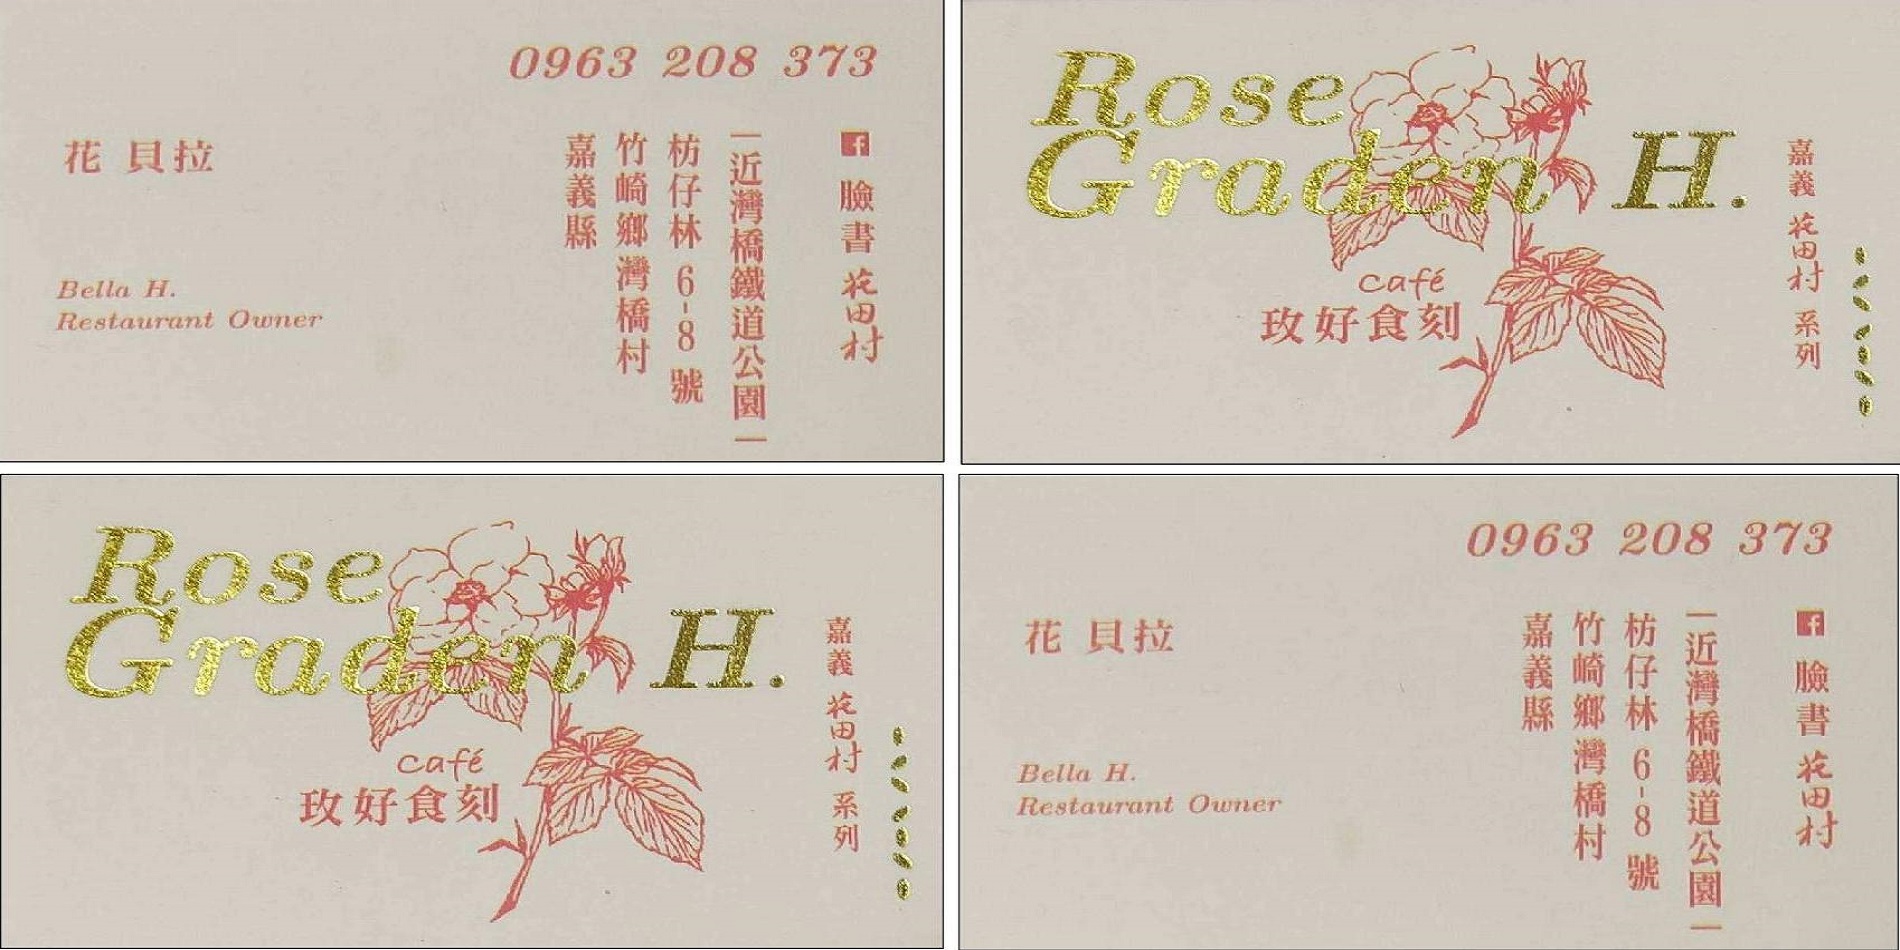 0963 208 373
花 貝拉
Bella H.
Restaurant Owner
臉書 花田村
|近灣橋鐵道公園|
枋仔林 6-8 號
竹崎鄉 灣橋村
嘉義縣
Rose
Graden H.
café
玫好食刻
嘉義 花田村 系列
Rose
Graden H.
café
玫好食刻
嘉義 花田村 系列
0963 208 373
花 貝拉
Bella H.
Restaurant Owner
臉書 花田村
|近灣橋鐵道公園|
枋仔林 6-8 號
竹崎鄉 灣橋村
嘉義縣